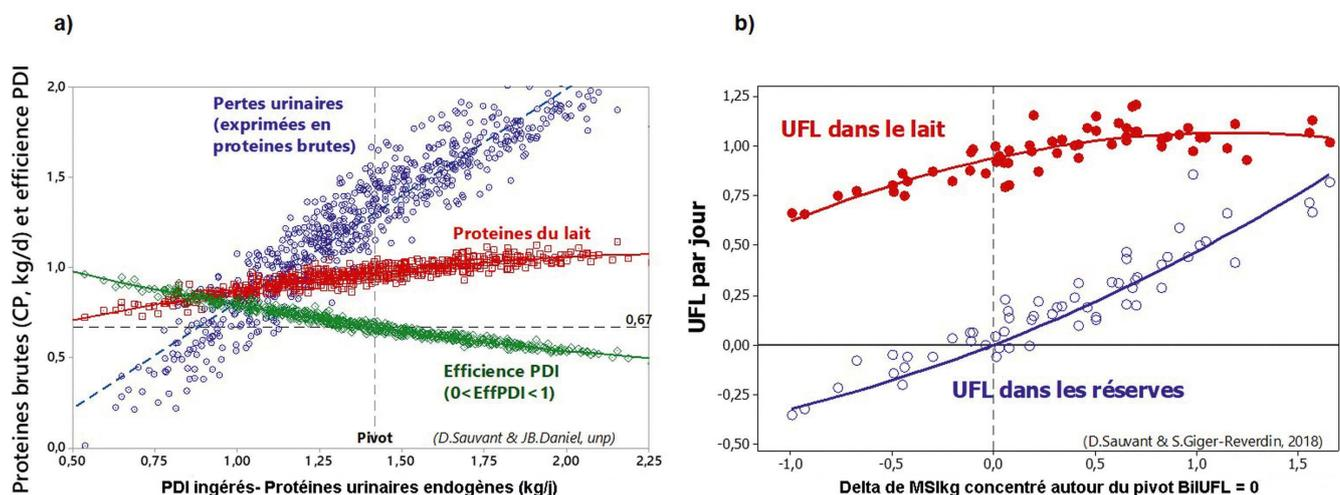 a)
Proteines brutes (CP, kg/d) et efficience PDI
2,0
1,5
1,0
0,5
0,0
Pertes urinaires
(exprimées en
proteines brutes)
Proteines du lait
0,67
Efficience PDI
(0<EffPDI<1)
Pivot
(D.Sauvant & JB.Daniel, unp)
0,50
0,75
1,00
1,25
1,50
1,75
2,00
2,25
PDI ingérés- Protéines urinaires endogènes (kg/j)
b)
UFL par jour
1,25
1,00
0,75
0,50
0,25
0,00
-0,25
-0,50
UFL dans le lait
UFL dans les réserves
(D.Sauvant & S.Giger-Reverdin, 2018)
-1,0
-0,5
0,0
0,5
1,0
1,5
Delta de MSIkg concentré autour du pivot BilUFL = 0